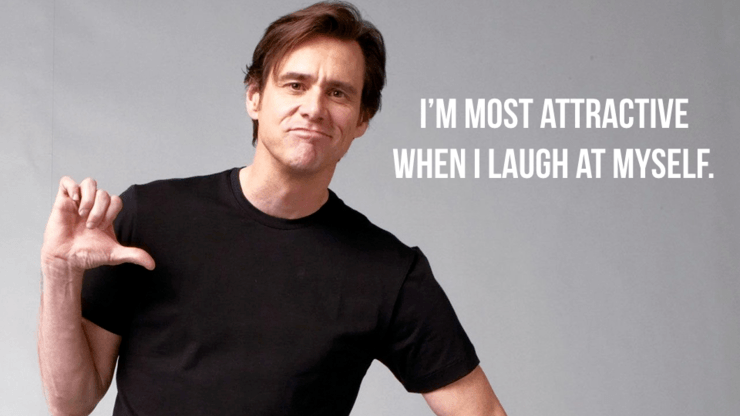 I'M MOST ATTRACTIVE
WHEN I LAUGH AT MYSELF.